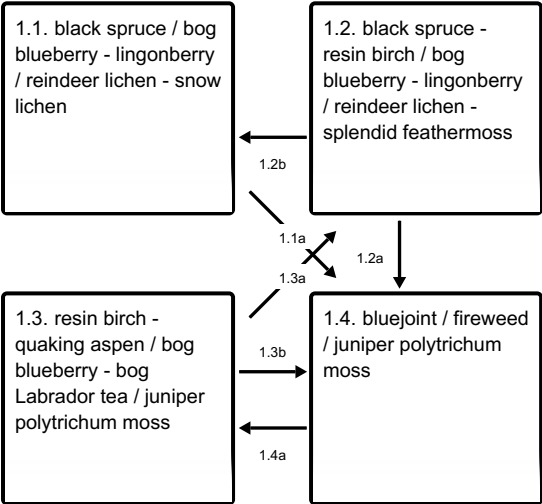 1.1. black spruce / bog
blueberry - lingonberry
/ reindeer lichen - snow
lichen
1.2. black spruce -
resin birch / bog
blueberry - lingonberry
/ reindeer lichen -
splendid feathermoss
1.2b
1.1a
1.2a
1.3a
1.3. resin birch -
quaking aspen / bog
blueberry - bog
Labrador tea / juniper
polytrichum moss
1.3b
1.4a
1.4. bluejoint / fireweed
/ juniper polytrichum
moss